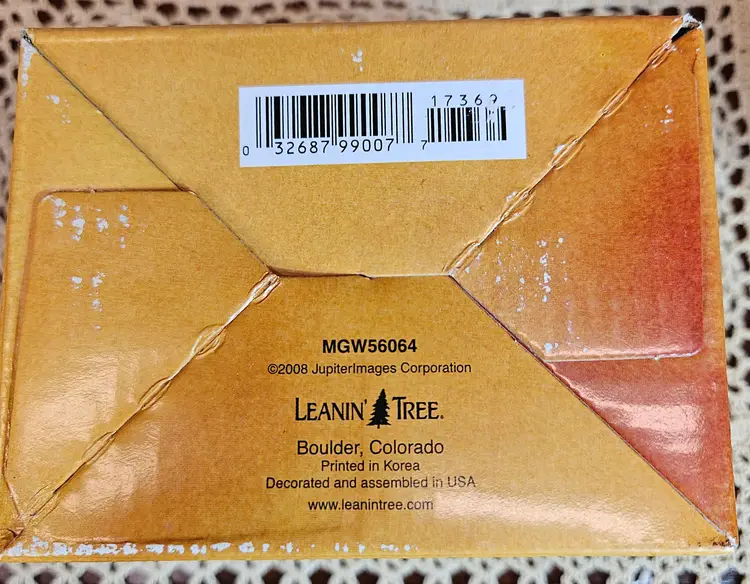 17369
0 32687 99007 7
MGW56064
©2008 JupiterImages Corporation
LEANIN' TREE.
Boulder, Colorado
Printed in Korea
Decorated and assembled in USA
www.leanintree.com